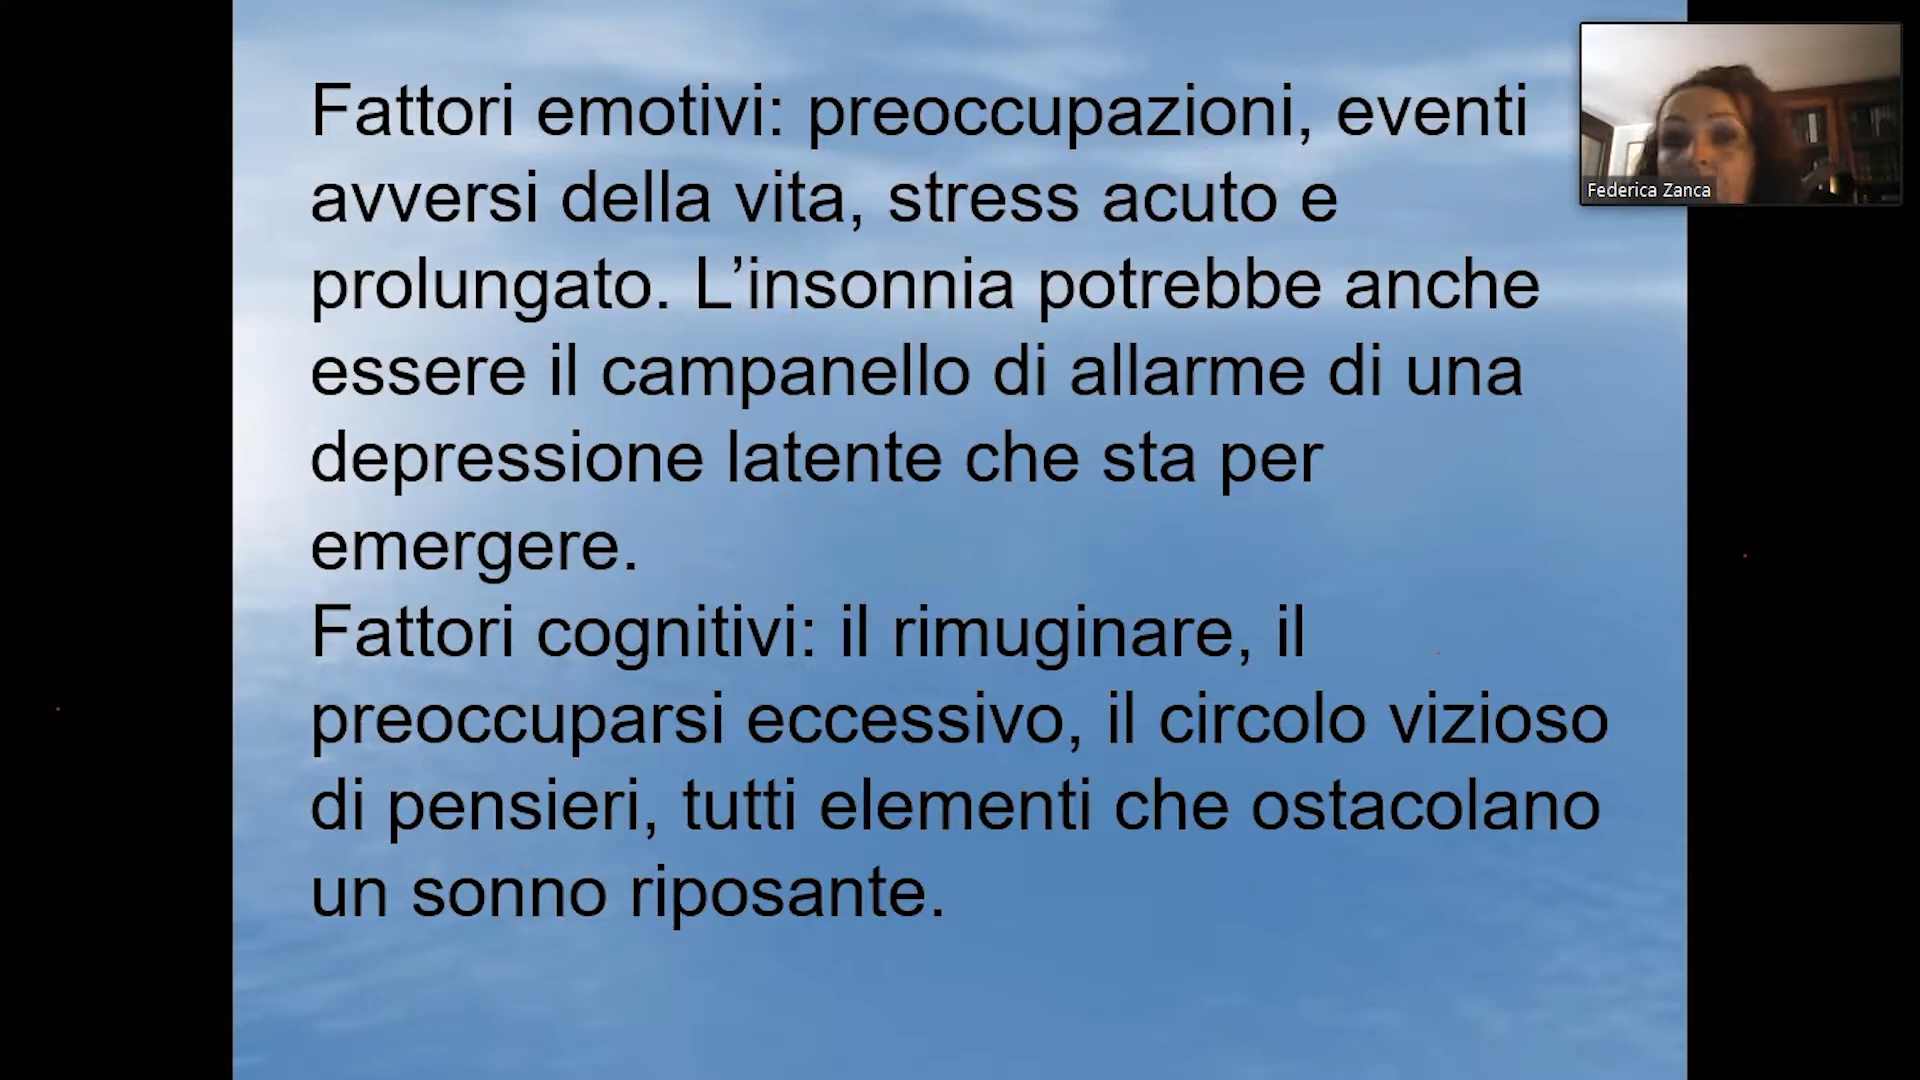 Fattori emotivi: preoccupazioni, eventi
avversi della vita, stress acuto e
prolungato. L’insonnia potrebbe anche
essere il campanello di allarme di una
depressione latente che sta per
emergere.
Fattori cognitivi: il rimuginare, il
preoccuparsi eccessivo, il circolo vizioso
di pensieri, tutti elementi che ostacolano
un sonno riposante.
Federica Zanca